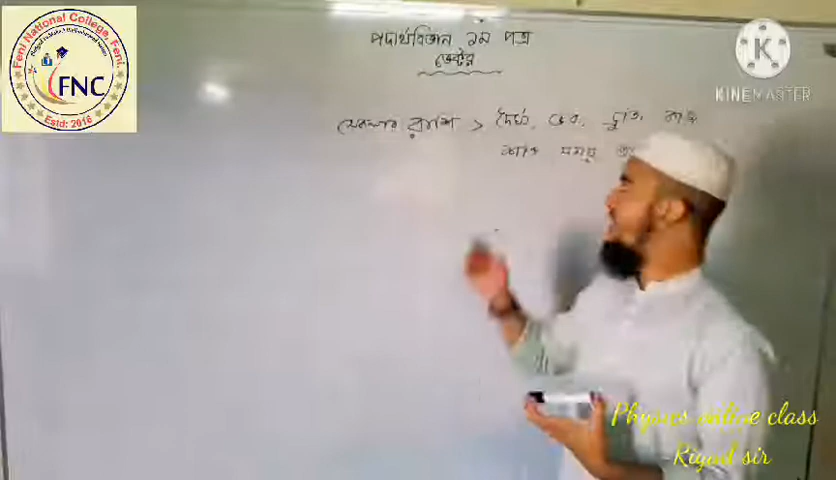 Feni National College, Feni.
FNC
Estd: 2018
পদার্থবিজ্ঞান ১ম পত্র
ভেক্টর
স্কেলার রাশি > দৈর্ঘ্য, ভর, দ্রুতি, কাজ
সময়
KINEMASTER
Physics online class
Riyad sir